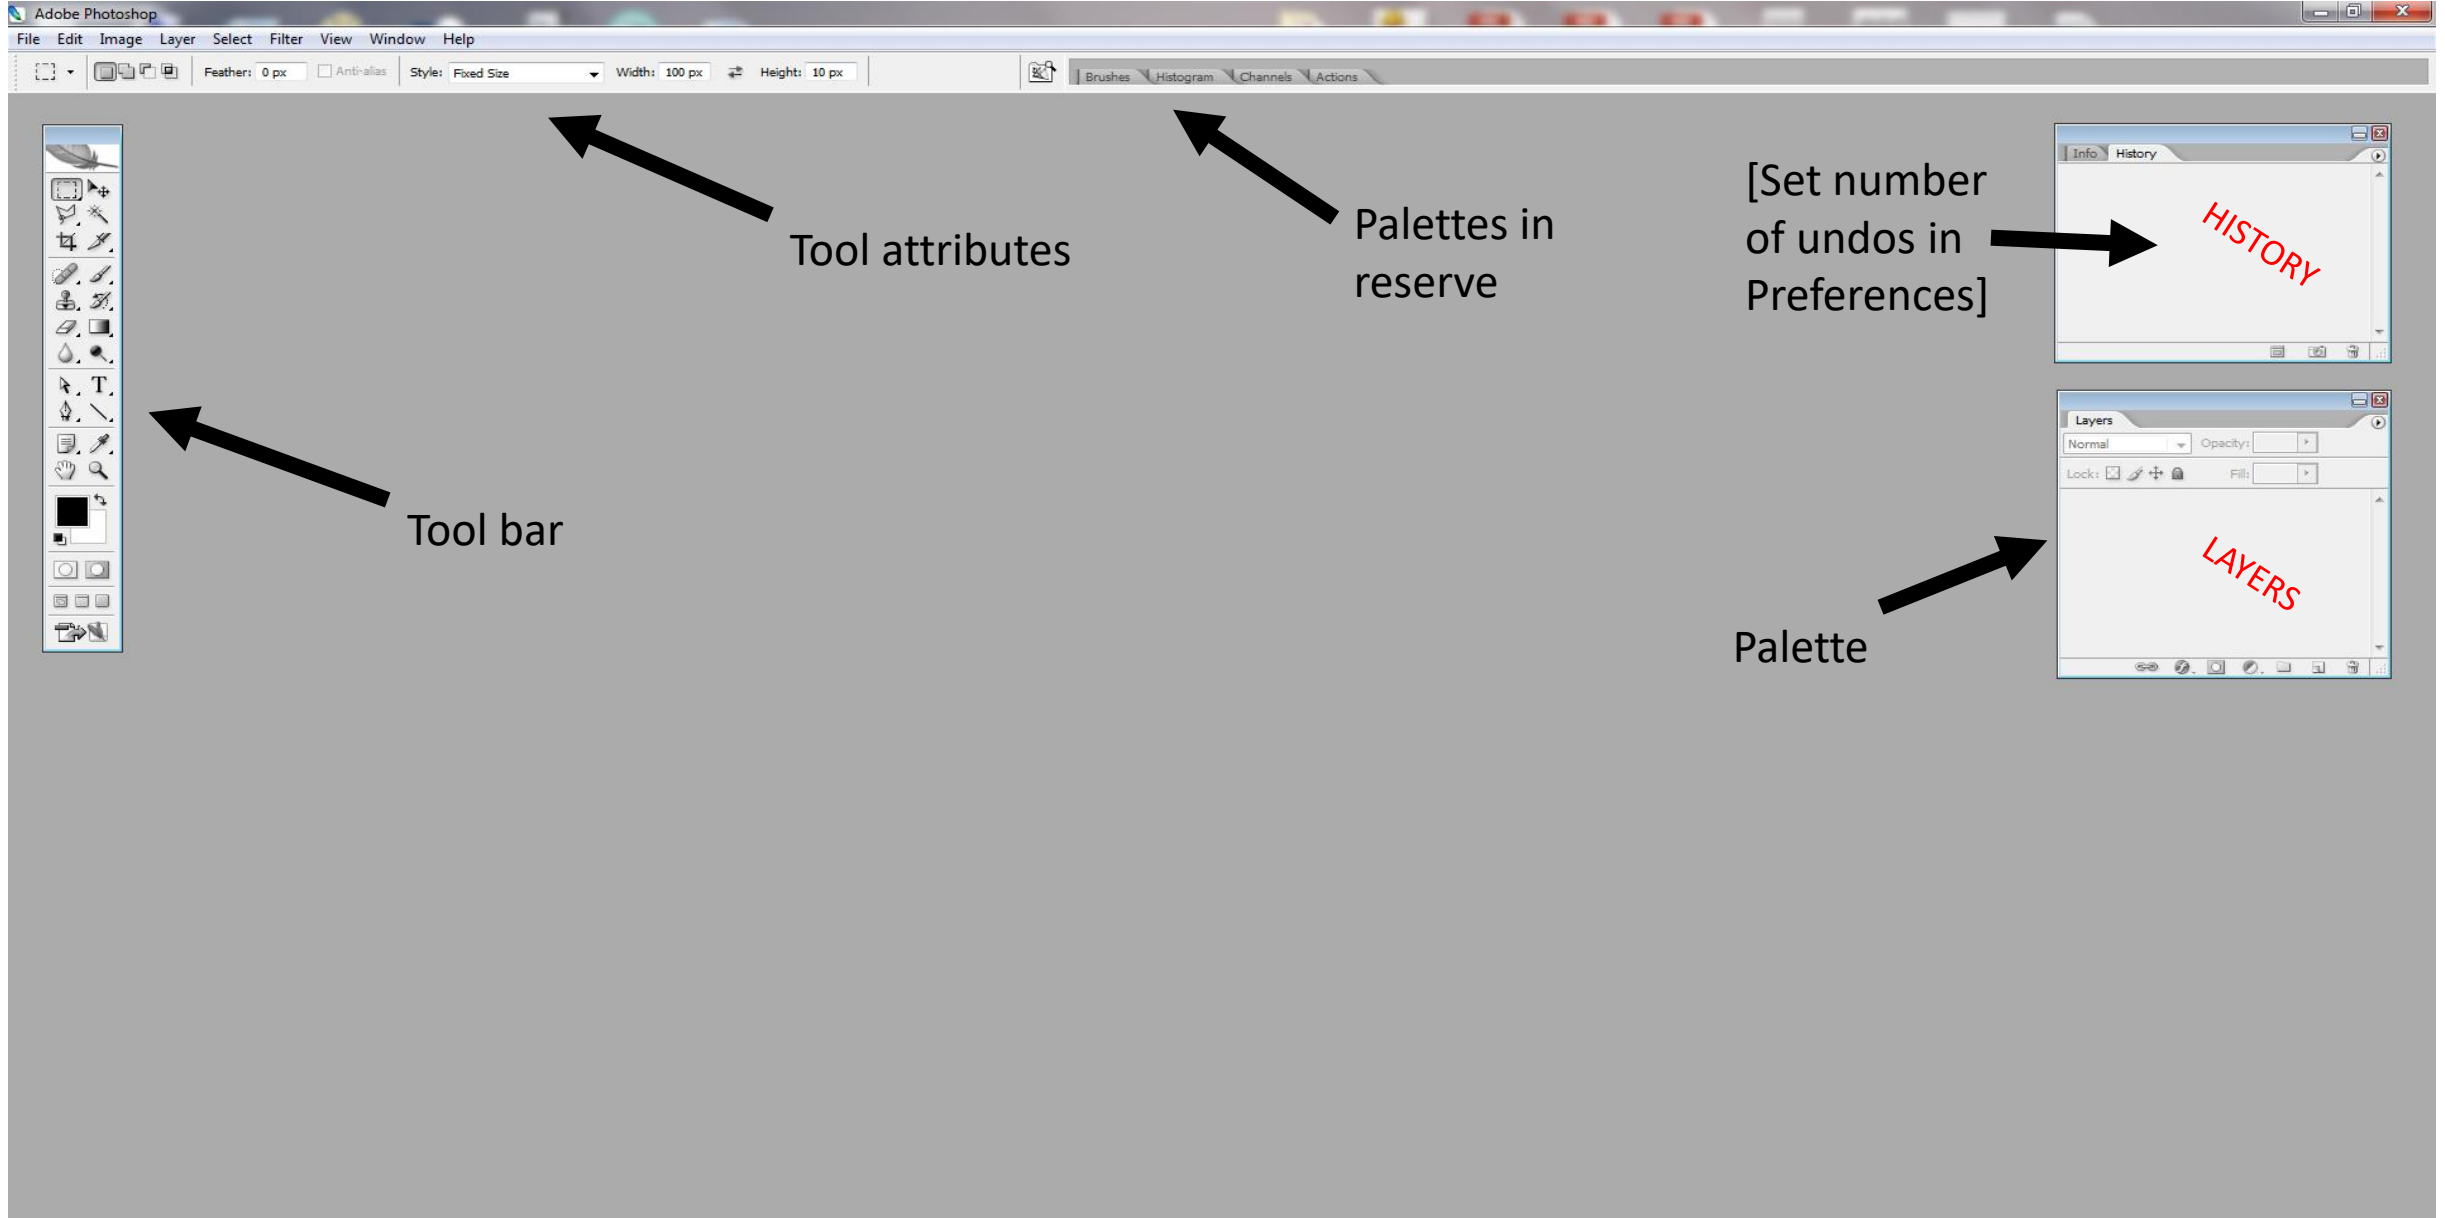 Adobe Photoshop
File Edit Image Layer Select Filter View Window Help
Feather: 0 px Anti-alias Style: Fixed Size Width: 100 px Height: 10 px Brushes Histogram Channels Actions
Info History
[Set number
of undos in
Preferences]
HISTORY
Palettes in
reserve
Tool attributes
T
Layers
Normal Opacity:
Lock: Fill:
Tool bar
LAYERS
Palette